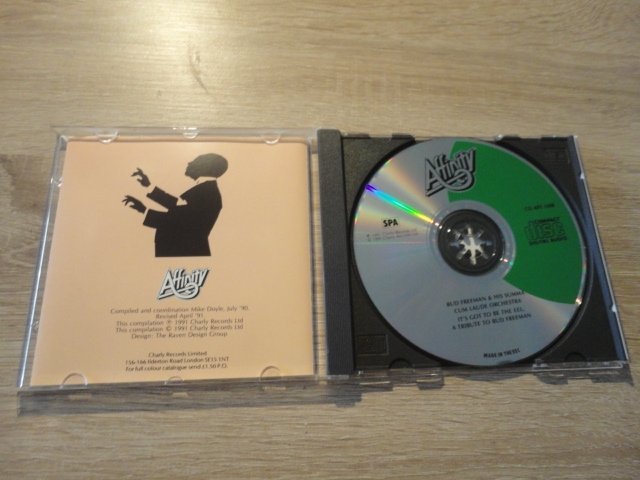 Affinity
Compiled and coordination Mike Doyle, July '90.
Revised April '91
This compilation ℗ 1991 Charly Records Ltd
This compilation © 1991 Charly Records Ltd
Design: The Raven Design Group
Charly Records Limited
156-166 Ilderton Road London SE15 1NT
For full colour catalogue send £1.50 P.O.
Affinity
SPA
COMPACT
disc
DIGITAL AUDIO
BUD FREEMAN & HIS SUMMA
CUM LAUDE ORCHESTRA
IT'S GOT TO BE THE EEL,
A TRIBUTE TO BUD FREEMAN
MADE IN THE EEC